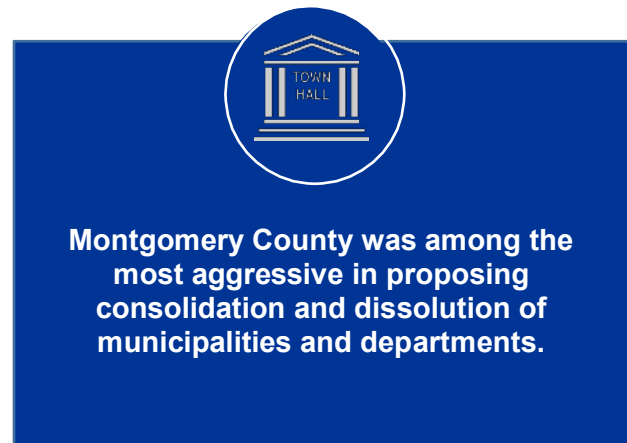 TOWN
HALL
Montgomery County was among the
most aggressive in proposing
consolidation and dissolution of
municipalities and departments.